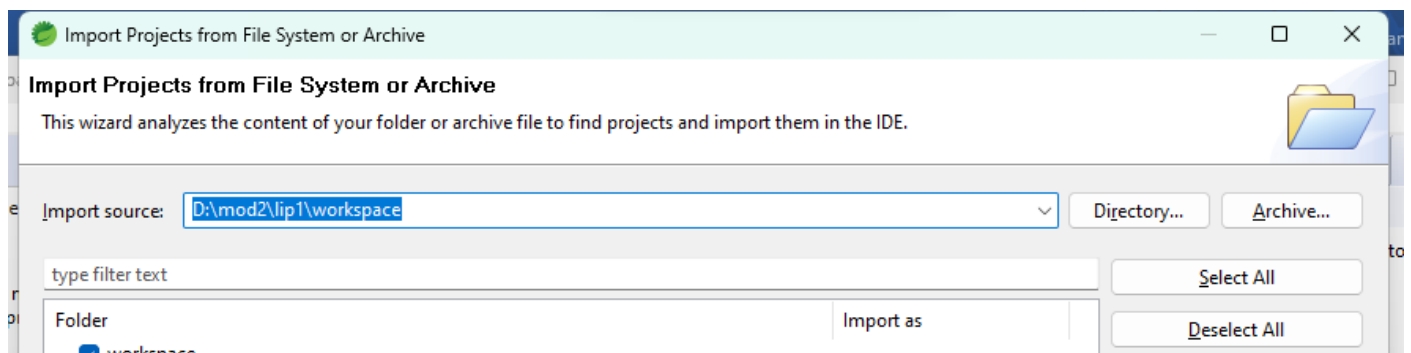 Import Projects from File System or Archive
Import Projects from File System or Archive
This wizard analyzes the content of your folder or archive file to find projects and import them in the IDE.
Import source: D:\mod2\lip1\workspace Directory... Archive...
type filter text Select All
Folder Import as Deselect All
workspace